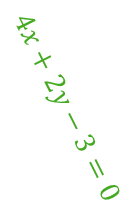 4x + 2y − 3 = 0